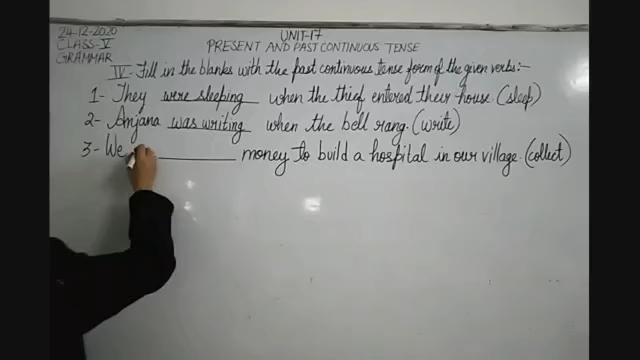 24-12-2020
CLASS-V
GRAMMAR
UNIT-17
PRESENT AND PAST CONTINUOUS TENSE
IV- Fill in the blanks with the past continuous tense form of the given verbs:-
1- They were sleeping when the thief entered their house. (sleep)
2- Anjana was writing when the bell rang. (write)
3- We __________ money to build a hospital in our village. (collect)